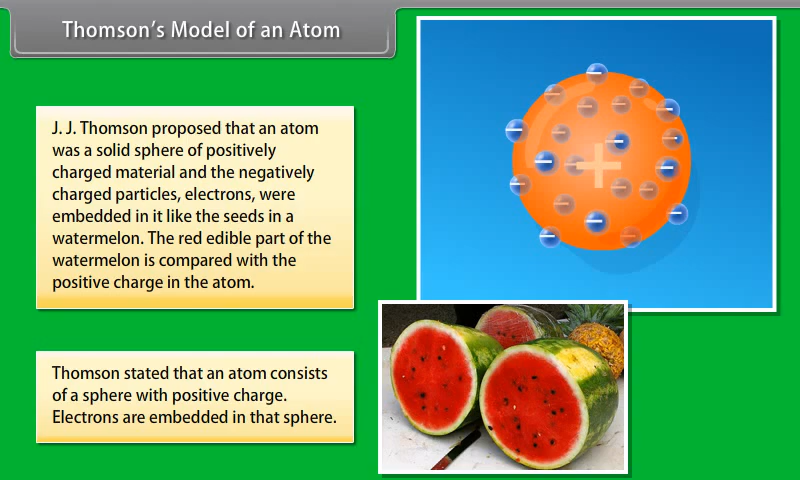 Thomson's Model of an Atom
J. J. Thomson proposed that an atom
was a solid sphere of positively
charged material and the negatively
charged particles, electrons, were
embedded in it like the seeds in a
watermelon. The red edible part of the
watermelon is compared with the
positive charge in the atom.
Thomson stated that an atom consists
of a sphere with positive charge.
Electrons are embedded in that sphere.